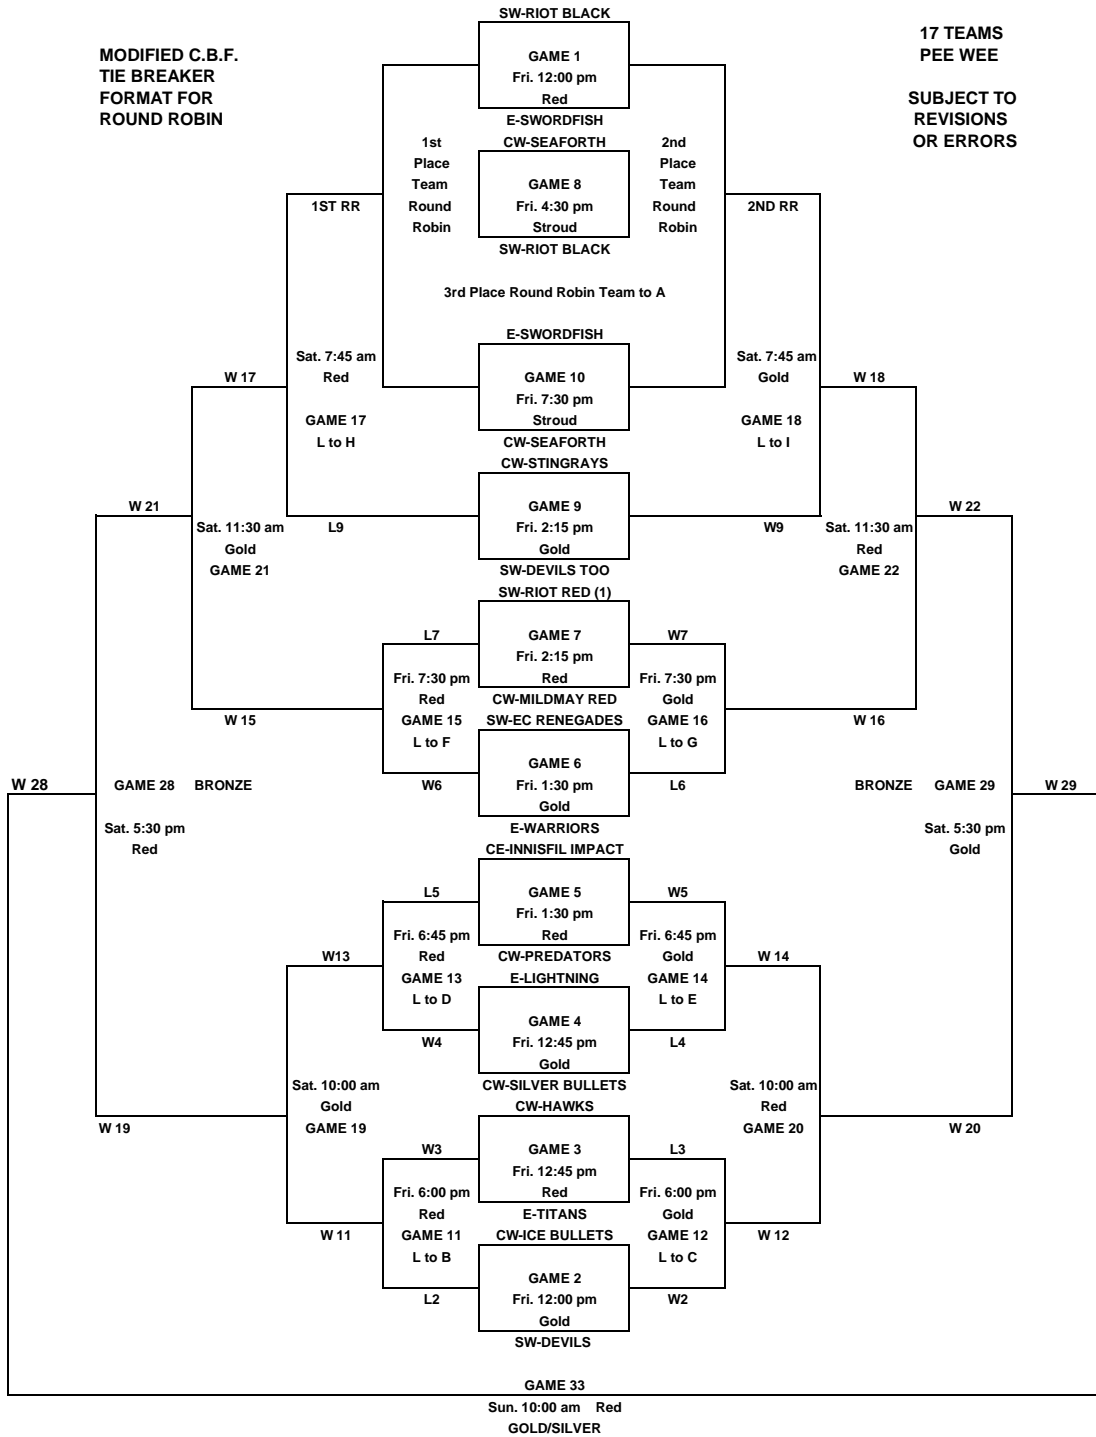 SW-RIOT BLACK
MODIFIED C.B.F.
TIE BREAKER
FORMAT FOR
ROUND ROBIN
17 TEAMS
PEE WEE
SUBJECT TO
REVISIONS
OR ERRORS
GAME 1
Fri. 12:00 pm
Red
E-SWORDFISH
CW-SEAFORTH
1st
Place
Team
Round
Robin
2nd
Place
Team
Round
Robin
GAME 8
Fri. 4:30 pm
Stroud
SW-RIOT BLACK
1ST RR
2ND RR
3rd Place Round Robin Team to A
E-SWORDFISH
GAME 10
Fri. 7:30 pm
Stroud
CW-SEAFORTH
W 17
Sat. 7:45 am
Red
GAME 17
L to H
Sat. 7:45 am
Gold
GAME 18
L to I
W 18
CW-STINGRAYS
GAME 9
Fri. 2:15 pm
Gold
SW-DEVILS TOO
W 21
Sat. 11:30 am
Gold
GAME 21
L9
W9
Sat. 11:30 am
Red
GAME 22
W 22
SW-RIOT RED (1)
GAME 7
Fri. 2:15 pm
Red
CW-MILDMAY RED
L7
W7
Fri. 7:30 pm
Red
GAME 15
L to F
Fri. 7:30 pm
Gold
GAME 16
L to G
W 15
W 16
SW-EC RENEGADES
GAME 6
Fri. 1:30 pm
Gold
E-WARRIORS
W6
L6
W 28
GAME 28 BRONZE
Sat. 5:30 pm
Red
BRONZE GAME 29
Sat. 5:30 pm
Gold
W 29
CE-INNISFIL IMPACT
GAME 5
Fri. 1:30 pm
Red
CW-PREDATORS
L5
W5
Fri. 6:45 pm
Red
GAME 13
L to D
Fri. 6:45 pm
Gold
GAME 14
L to E
W13
W 14
E-LIGHTNING
GAME 4
Fri. 12:45 pm
Gold
CW-SILVER BULLETS
W4
L4
Sat. 10:00 am
Gold
GAME 19
Sat. 10:00 am
Red
GAME 20
W 19
W 20
CW-HAWKS
GAME 3
Fri. 12:45 pm
Red
E-TITANS
W3
L3
Fri. 6:00 pm
Red
GAME 11
L to B
Fri. 6:00 pm
Gold
GAME 12
L to C
W 11
W 12
CW-ICE BULLETS
GAME 2
Fri. 12:00 pm
Gold
SW-DEVILS
L2
W2
GAME 33
Sun. 10:00 am Red
GOLD/SILVER